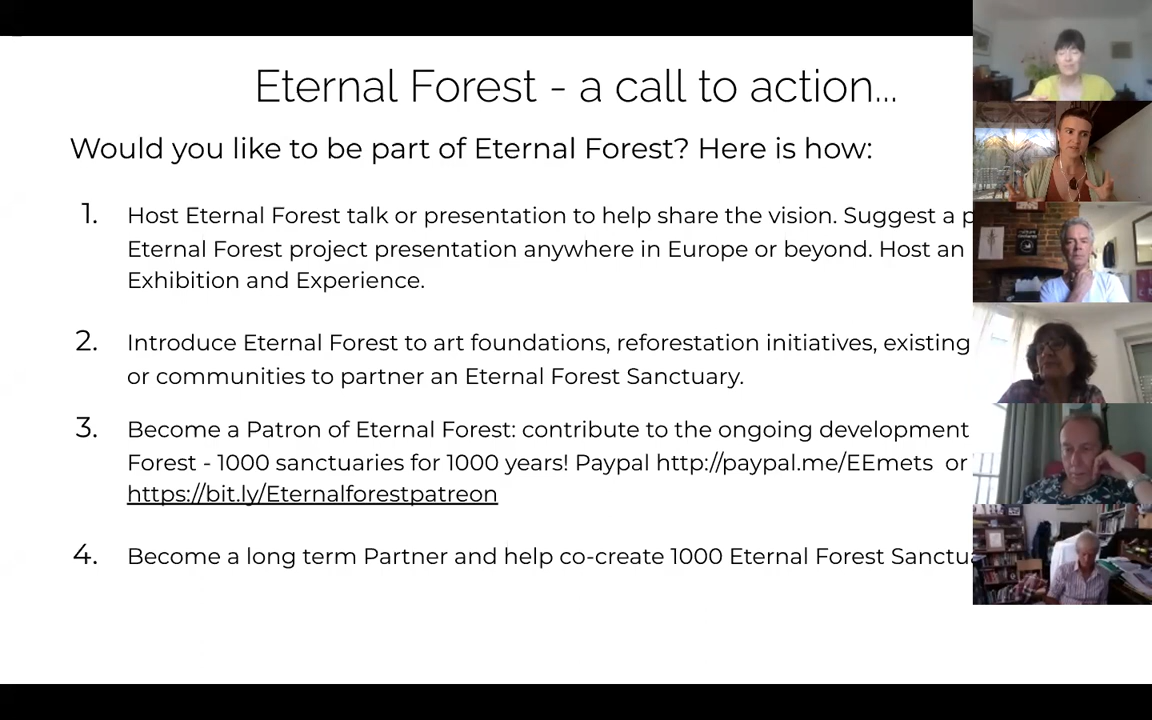 Eternal Forest - a call to action...
Would you like to be part of Eternal Forest? Here is how:
1. Host Eternal Forest talk or presentation to help share the vision. Suggest a p
Eternal Forest project presentation anywhere in Europe or beyond. Host an
Exhibition and Experience.
2. Introduce Eternal Forest to art foundations, reforestation initiatives, existing
or communities to partner an Eternal Forest Sanctuary.
3. Become a Patron of Eternal Forest: contribute to the ongoing development
Forest - 1000 sanctuaries for 1000 years! Paypal http://paypal.me/EEmets or
https://bit.ly/Eternalforestpatreon
4. Become a long term Partner and help co-create 1000 Eternal Forest Sanctua